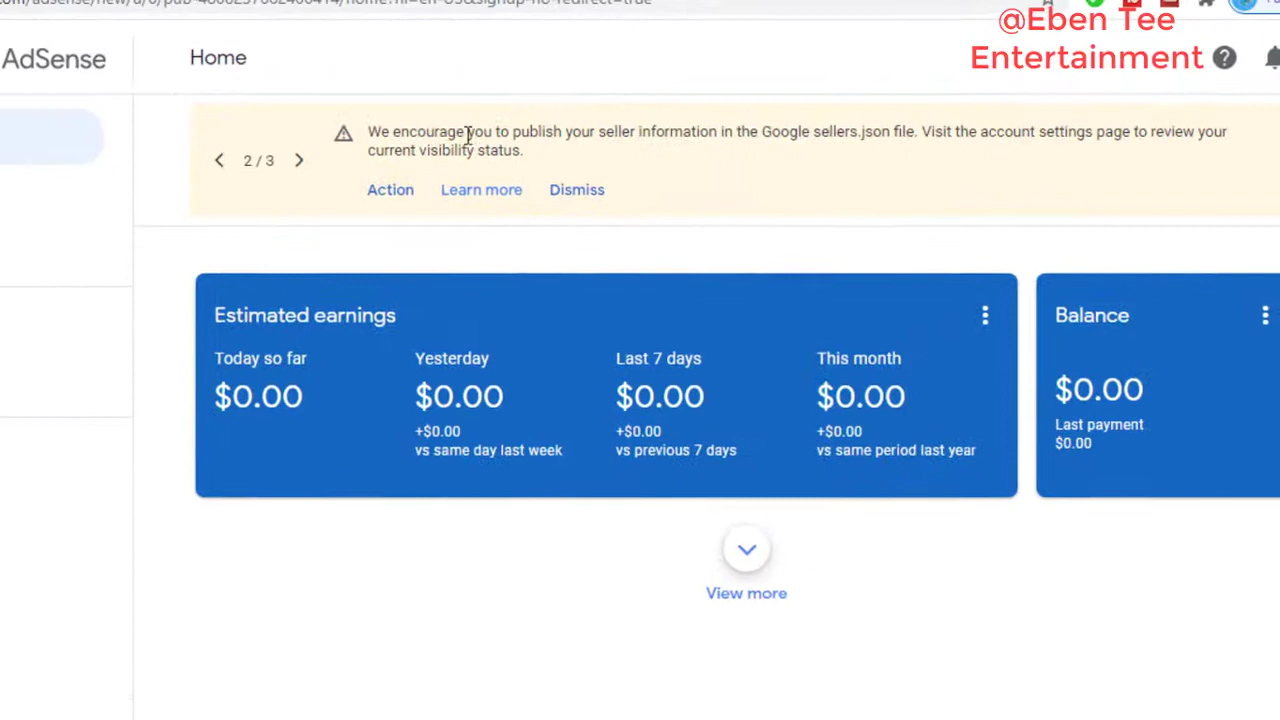 @Eben Tee
Entertainment
AdSense
Home
We encourage you to publish your seller information in the Google sellers.json file. Visit the account settings page to review your
current visibility status.
2 / 3
Action Learn more Dismiss
Estimated earnings
Today so far Yesterday Last 7 days This month
$0.00 $0.00 $0.00 $0.00
+$0.00 +$0.00 +$0.00
vs same day last week vs previous 7 days vs same period last year
Balance
$0.00
Last payment
$0.00
View more